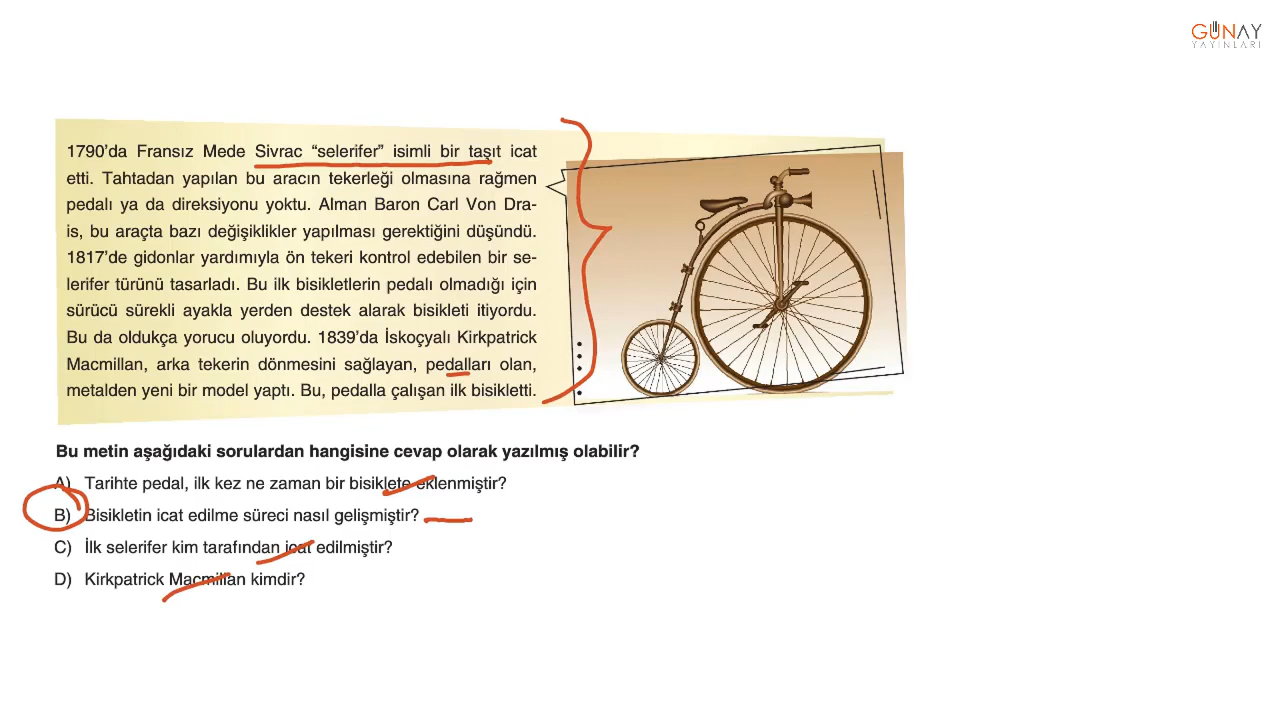 GÜNAY
YAYINLARI
1790’da Fransız Mede Sivrac “selerifer” isimli bir taşıt icat
etti. Tahtadan yapılan bu aracın tekerleği olmasına rağmen
pedalı ya da direksiyonu yoktu. Alman Baron Carl Von Dra-
is, bu araçta bazı değişiklikler yapılması gerektiğini düşündü.
1817’de gidonlar yardımıyla ön tekeri kontrol edebilen bir se-
lerifer türünü tasarladı. Bu ilk bisikletlerin pedalı olmadığı için
sürücü sürekli ayakla yerden destek alarak bisikleti itiyordu.
Bu da oldukça yorucu oluyordu. 1839’da İskoçyalı Kirkpatrick
Macmillan, arka tekerin dönmesini sağlayan, pedalları olan,
metalden yeni bir model yaptı. Bu, pedalla çalışan ilk bisikletti.
Bu metin aşağıdaki sorulardan hangisine cevap olarak yazılmış olabilir?
A) Tarihte pedal, ilk kez ne zaman bir bisiklete eklenmiştir?
B) Bisikletin icat edilme süreci nasıl gelişmiştir?
C) İlk selerifer kim tarafından icat edilmiştir?
D) Kirkpatrick Macmillan kimdir?